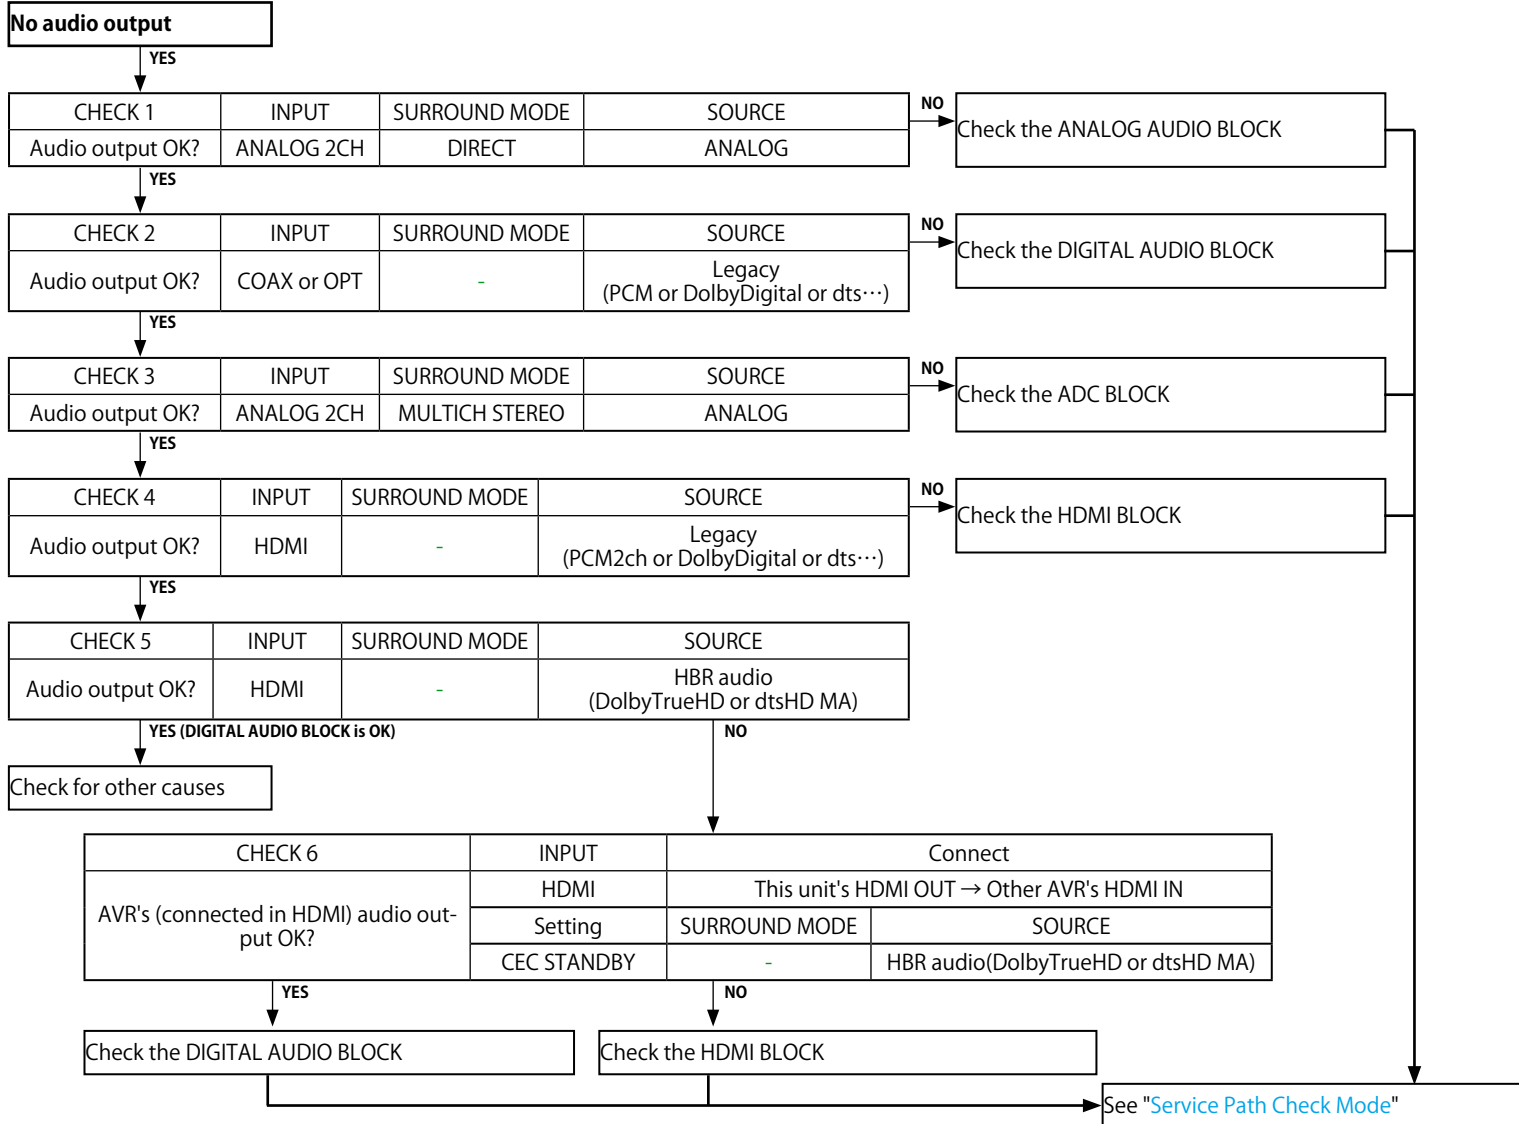 No audio output
YES
CHECK 1 INPUT SURROUND MODE SOURCE
Audio output OK? ANALOG 2CH DIRECT ANALOG
NO
Check the ANALOG AUDIO BLOCK
YES
CHECK 2 INPUT SURROUND MODE SOURCE
Audio output OK? COAX or OPT - Legacy
(PCM or DolbyDigital or dts⋯)
NO
Check the DIGITAL AUDIO BLOCK
YES
CHECK 3 INPUT SURROUND MODE SOURCE
Audio output OK? ANALOG 2CH MULTICH STEREO ANALOG
NO
Check the ADC BLOCK
YES
CHECK 4 INPUT SURROUND MODE SOURCE
Audio output OK? HDMI - Legacy
(PCM2ch or DolbyDigital or dts⋯)
NO
Check the HDMI BLOCK
YES
CHECK 5 INPUT SURROUND MODE SOURCE
Audio output OK? HDMI - HBR audio
(DolbyTrueHD or dtsHD MA)
YES (DIGITAL AUDIO BLOCK is OK)
NO
Check for other causes
CHECK 6 INPUT Connect
HDMI This unit's HDMI OUT → Other AVR's HDMI IN
AVR's (connected in HDMI) audio out-
put OK?
Setting SURROUND MODE SOURCE
CEC STANDBY - HBR audio(DolbyTrueHD or dtsHD MA)
YES
NO
Check the DIGITAL AUDIO BLOCK
Check the HDMI BLOCK
See "Service Path Check Mode"